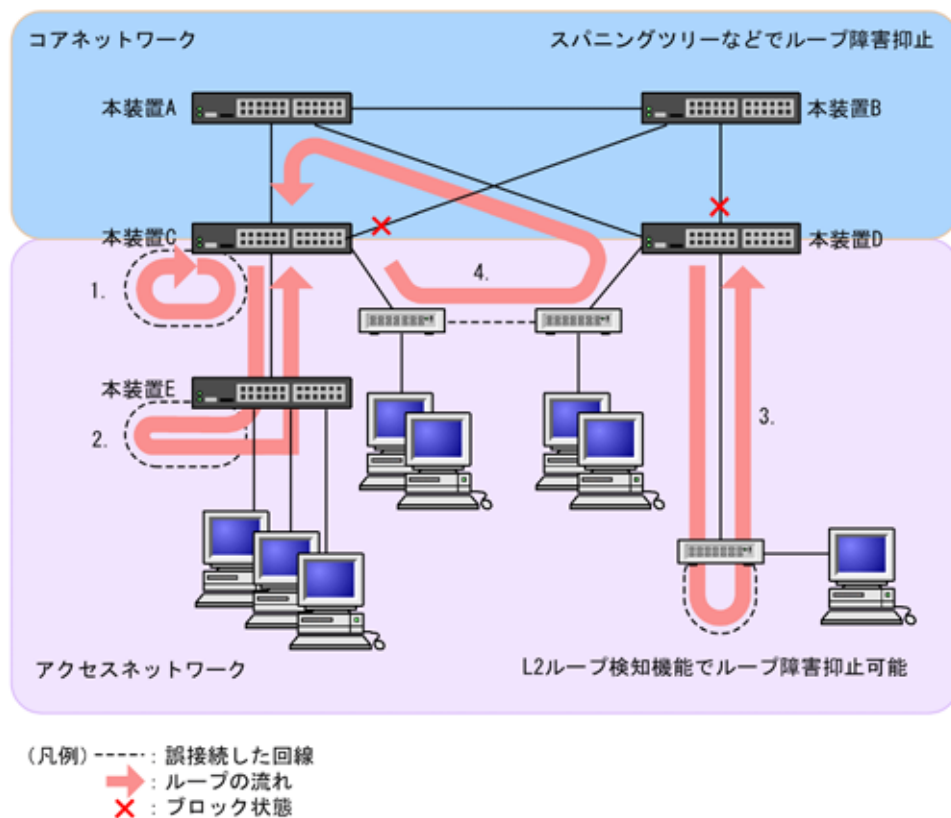 コアネットワーク
スパニングツリーなどでループ障害抑止
本装置A
本装置B
本装置C
本装置D
1.
4.
本装置E
2.
3.
アクセスネットワーク
L2ループ検知機能でループ障害抑止可能
(凡例) -----: 誤接続した回線
: ループの流れ
: ブロック状態